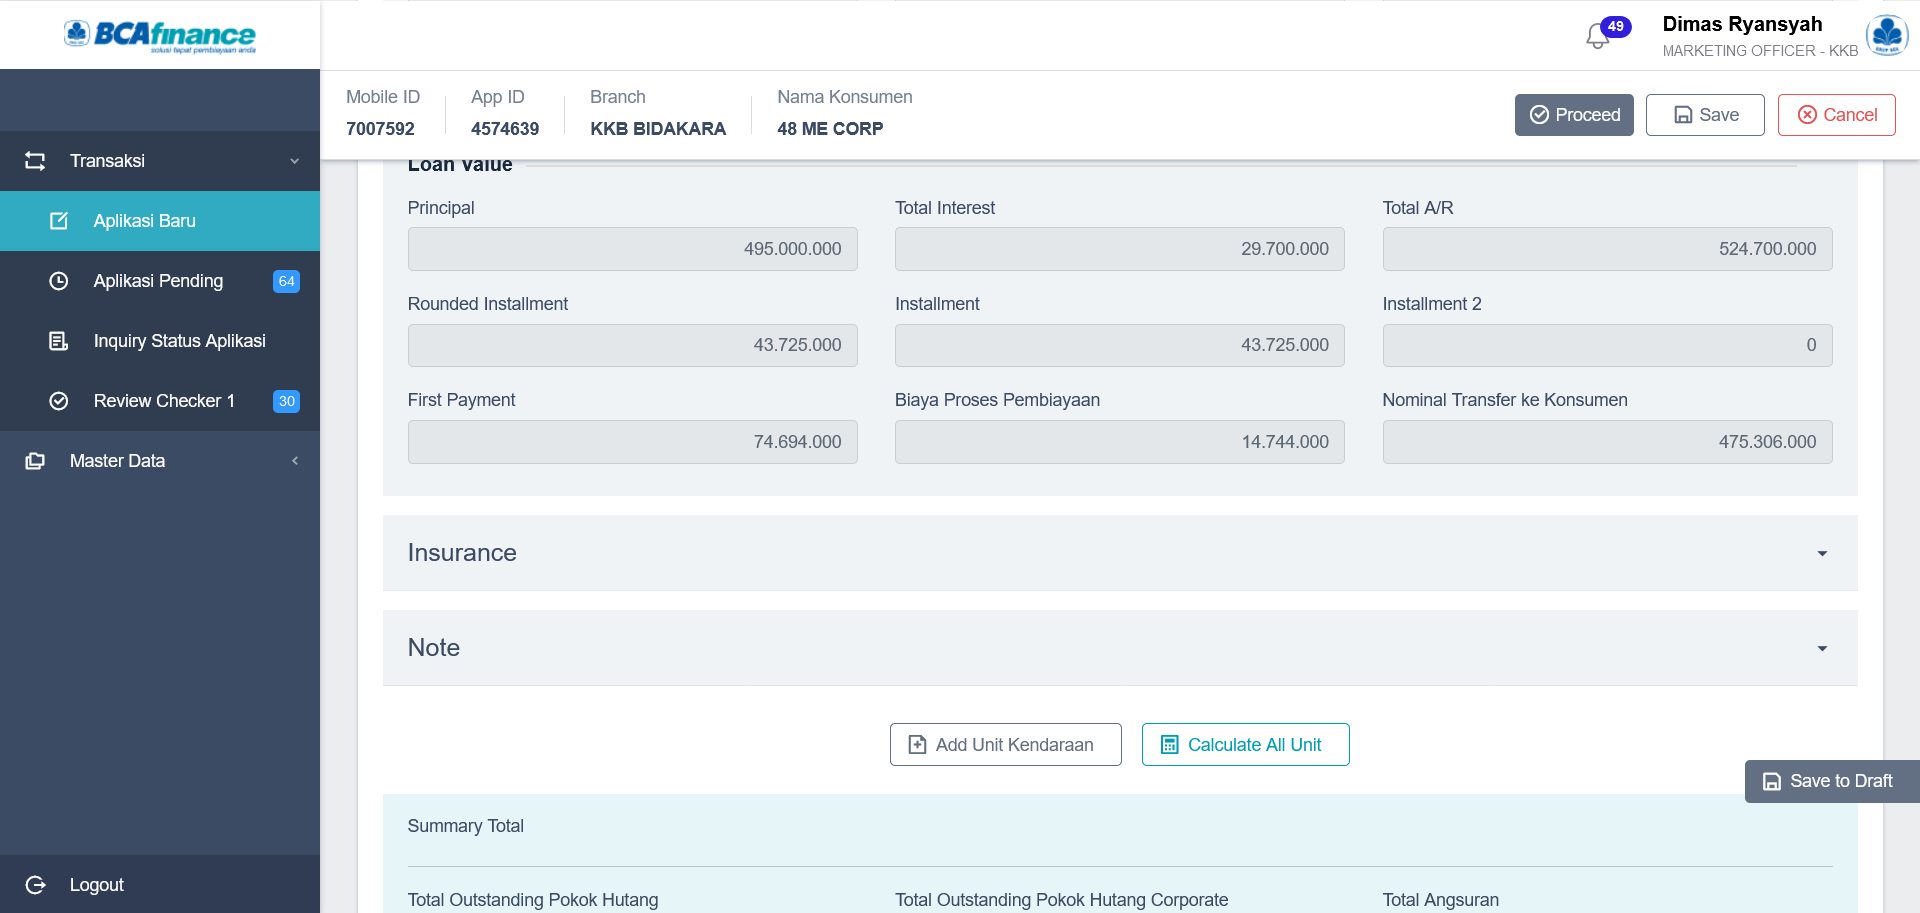 BCAfinance
solusi tepat pembiayaan anda
49
Dimas Ryansyah
MARKETING OFFICER - KKB
Mobile ID
7007592
App ID
4574639
Branch
KKB BIDAKARA
Nama Konsumen
48 ME CORP
Proceed
Save
Cancel
Transaksi
Aplikasi Baru
Aplikasi Pending
64
Inquiry Status Aplikasi
Review Checker 1
30
Master Data
Logout
Loan Value
Principal
495.000.000
Total Interest
29.700.000
Total A/R
524.700.000
Rounded Installment
43.725.000
Installment
43.725.000
Installment 2
0
First Payment
74.694.000
Biaya Proses Pembiayaan
14.744.000
Nominal Transfer ke Konsumen
475.306.000
Insurance
Note
Add Unit Kendaraan
Calculate All Unit
Save to Draft
Summary Total
Total Outstanding Pokok Hutang
Total Outstanding Pokok Hutang Corporate
Total Angsuran